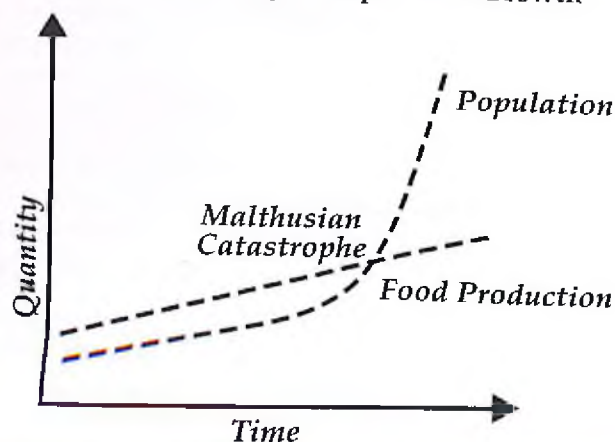 Population
Malthusian
Catastrophe
Food Production
Quantity
Time